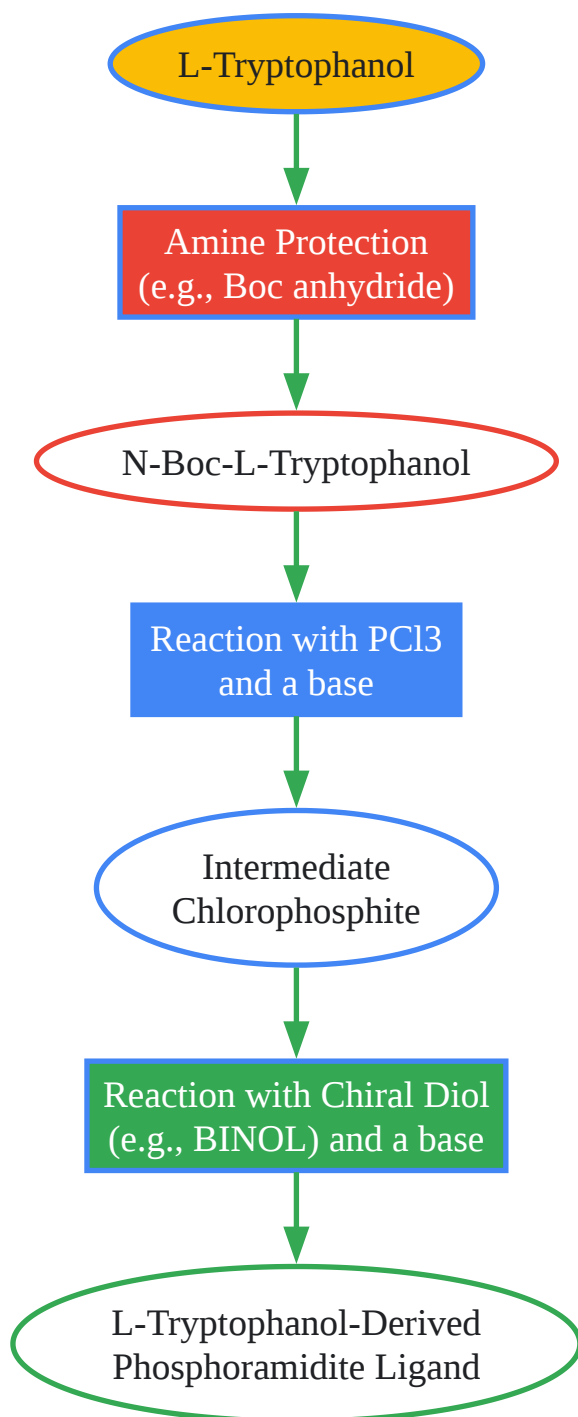 L-Tryptophanol
Amine Protection
(e.g., Boc anhydride)
N-Boc-L-Tryptophanol
Reaction with PCl3
and a base
Intermediate
Chlorophosphite
Reaction with Chiral Diol
(e.g., BINOL) and a base
L-Tryptophanol-Derived
Phosphoramidite Ligand